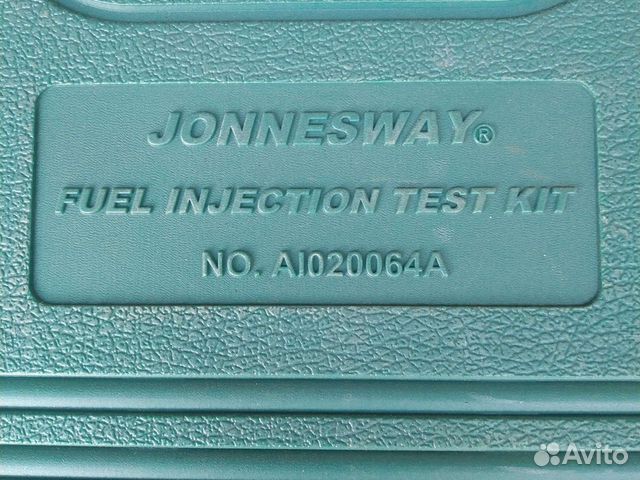 JONNESWAY®
FUEL INJECTION TEST KIT
NO. AI020064A
Avito